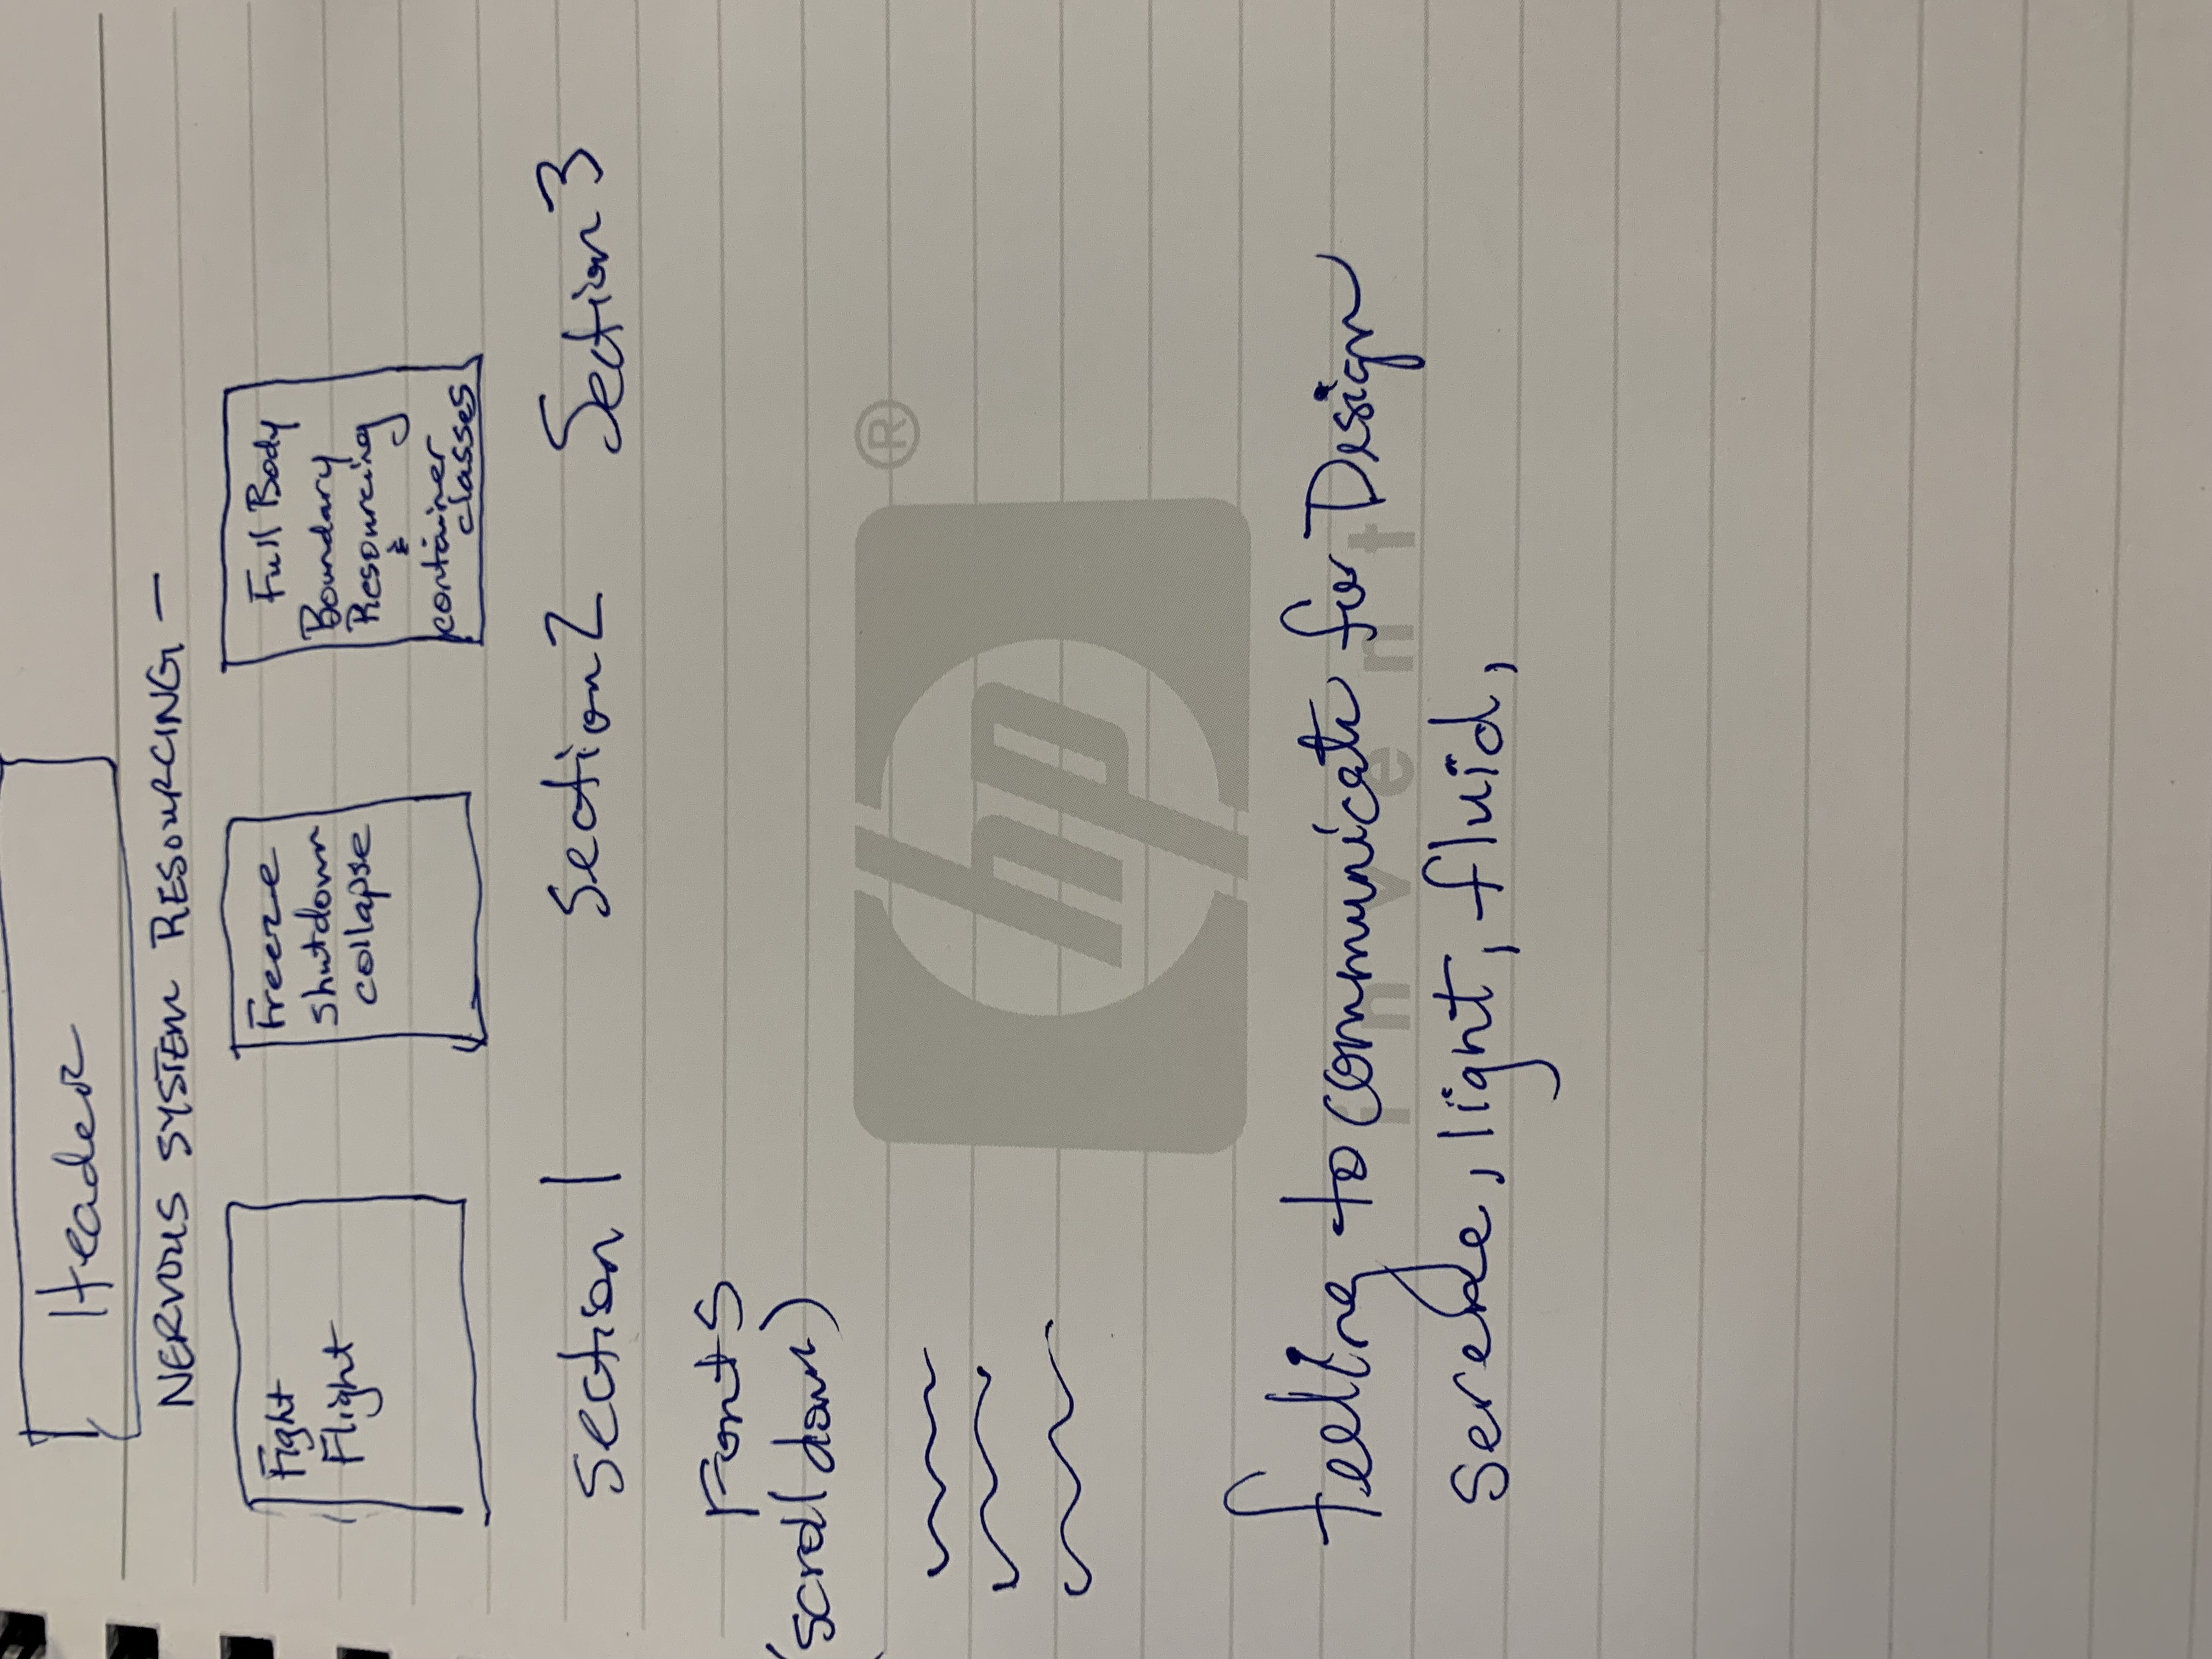 Header
NERVOUS SYSTEM RESOURCING —
Fight
Flight
Freeze
shutdown
collapse
Full Body
Boundary
Resourcing
&
container
classes
section 1
Section 2
Section 3
Fonts
(scroll down)
hp ®
invent
feeling to communicate for Design
serene, light, fluid,